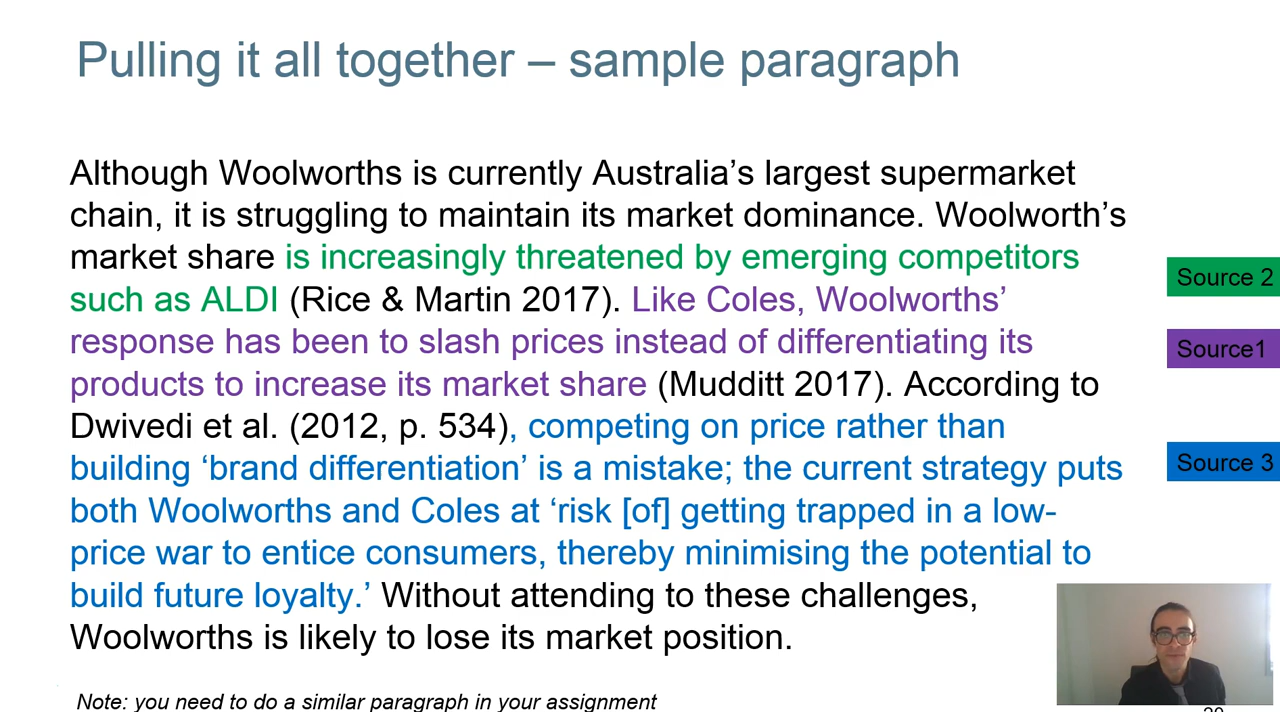 Pulling it all together – sample paragraph
Although Woolworths is currently Australia’s largest supermarket
chain, it is struggling to maintain its market dominance. Woolworth’s
market share is increasingly threatened by emerging competitors
such as ALDI (Rice & Martin 2017). Like Coles, Woolworths’
response has been to slash prices instead of differentiating its
products to increase its market share (Mudditt 2017). According to
Dwivedi et al. (2012, p. 534), competing on price rather than
building ‘brand differentiation’ is a mistake; the current strategy puts
both Woolworths and Coles at ‘risk [of] getting trapped in a low-
price war to entice consumers, thereby minimising the potential to
build future loyalty.’ Without attending to these challenges,
Woolworths is likely to lose its market position.
Source 2
Source1
Source 3
Note: you need to do a similar paragraph in your assignment